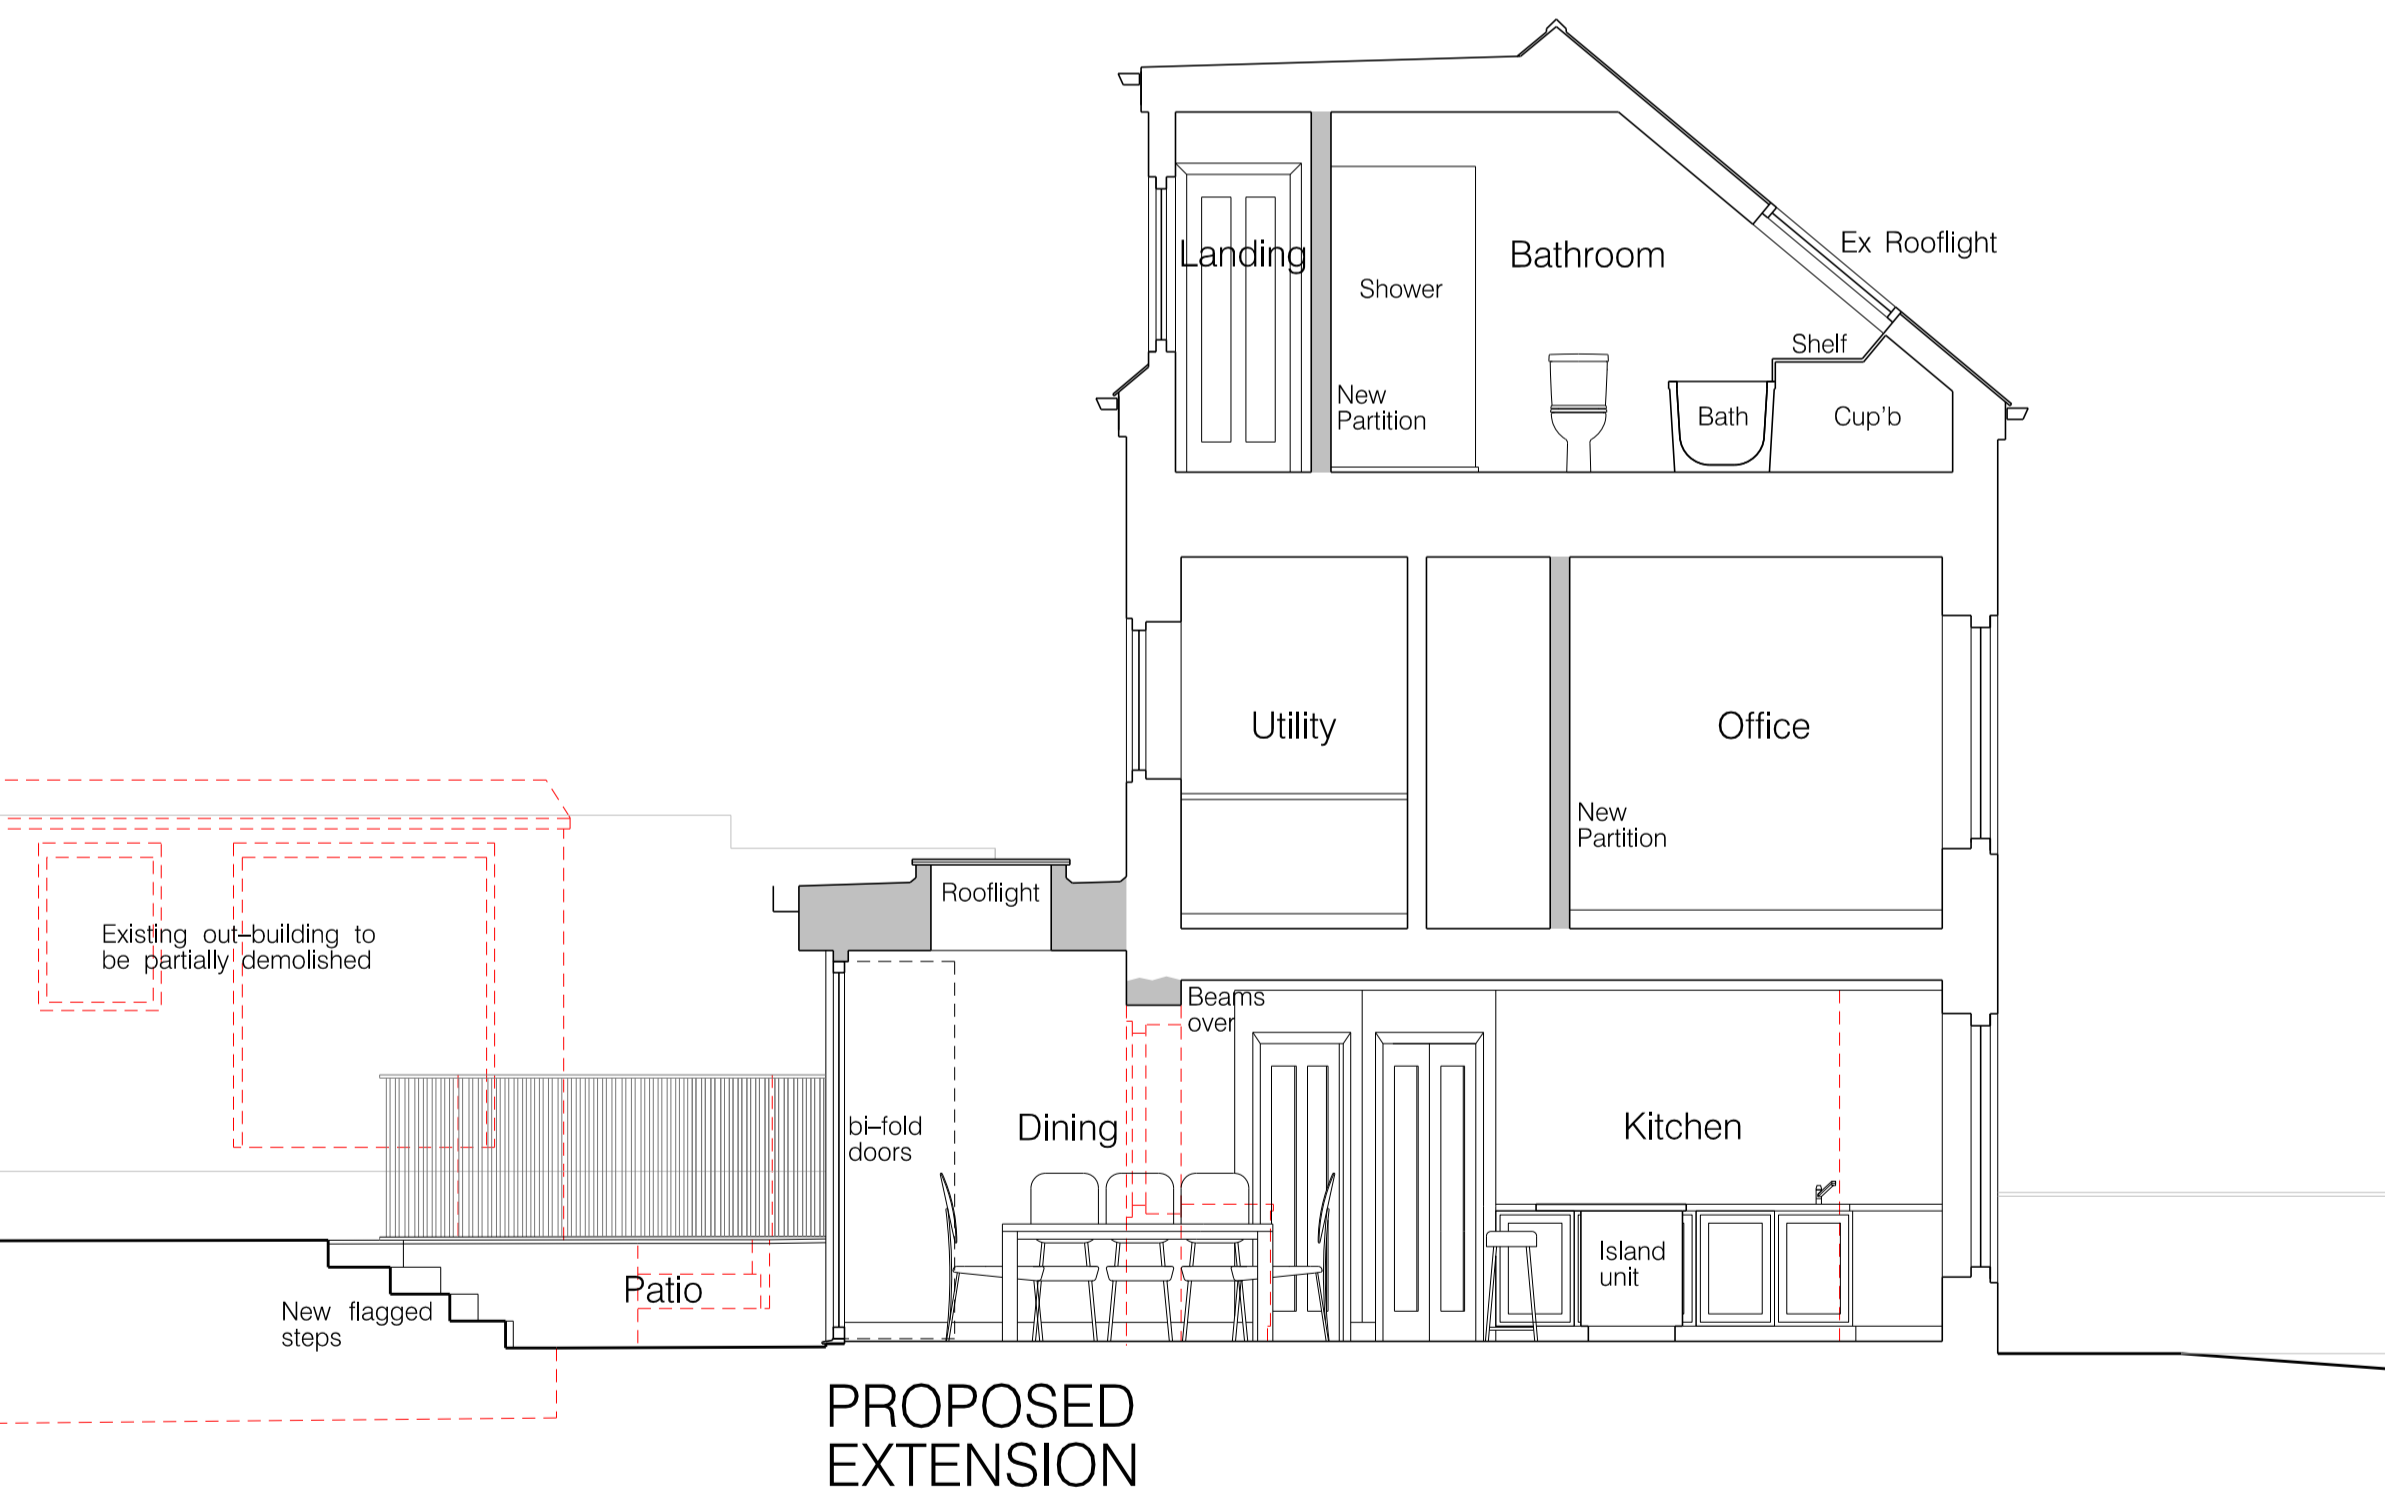 Landing
Bathroom
Ex Rooflight
Shower
Shelf
New
Partition
Bath
Cup'b
Utility
Office
New
Partition
Rooflight
Existing out-building to
be partially demolished
Beams
over
bi-fold
doors
Dining
Kitchen
Island
unit
Patio
New flagged
steps
PROPOSED
EXTENSION